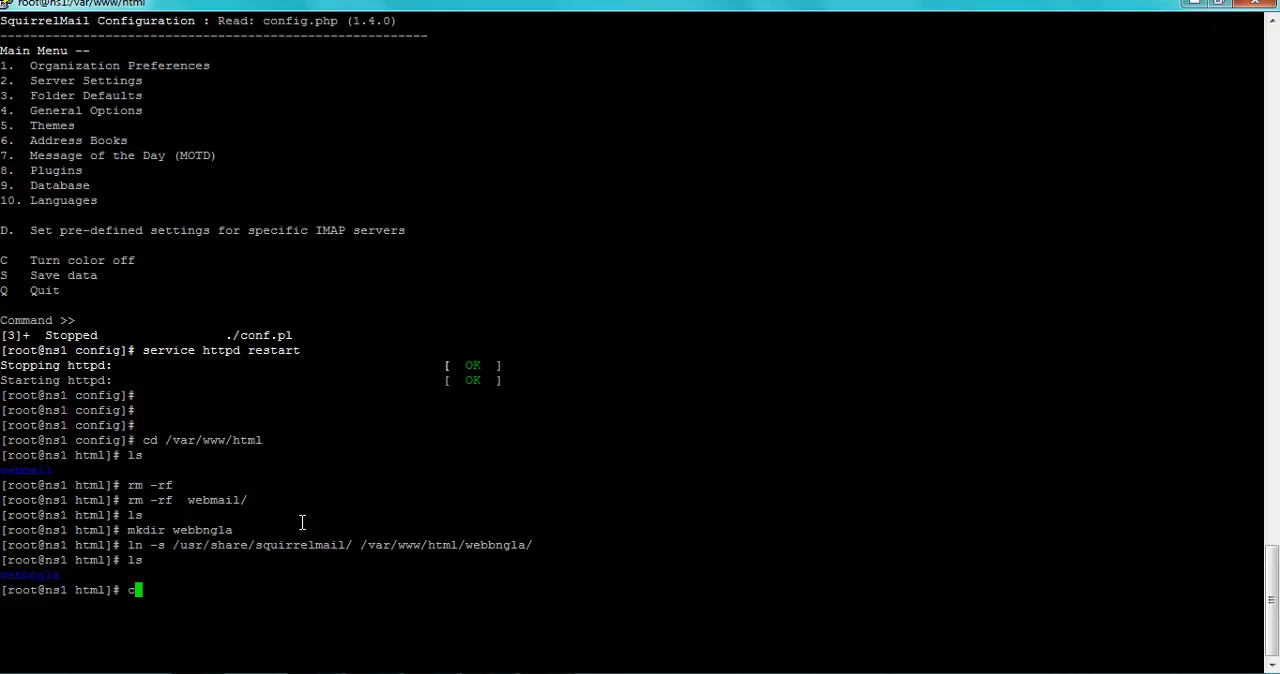 root@ns1:/var/www/html
SquirrelMail Configuration : Read: config.php (1.4.0)
---------------------------------------------------------
Main Menu --
1.  Organization Preferences
2.  Server Settings
3.  Folder Defaults
4.  General Options
5.  Themes
6.  Address Books
7.  Message of the Day (MOTD)
8.  Plugins
9.  Database
10. Languages
D.  Set pre-defined settings for specific IMAP servers
C   Turn color off
S   Save data
Q   Quit
Command >>
[3]+  Stopped                 ./conf.pl
[root@ns1 config]# service httpd restart
Stopping httpd:                                            [  OK  ]
Starting httpd:                                            [  OK  ]
[root@ns1 config]#
[root@ns1 config]#
[root@ns1 config]#
[root@ns1 config]# cd /var/www/html
[root@ns1 html]# ls
webmail
[root@ns1 html]# rm -rf
[root@ns1 html]# rm -rf  webmail/
[root@ns1 html]# ls
[root@ns1 html]# mkdir webbngla
[root@ns1 html]# ln -s /usr/share/squirrelmail/ /var/www/html/webbngla/
[root@ns1 html]# ls
webbngla
[root@ns1 html]# c